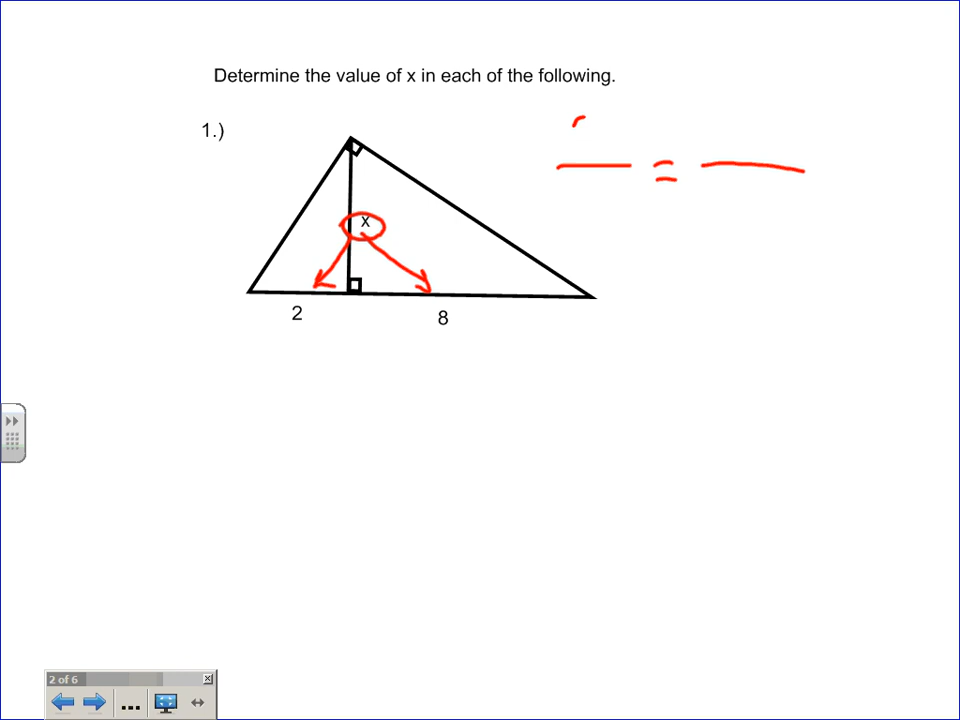 Determine the value of x in each of the following.
1.)
x
2
8
2 of 6